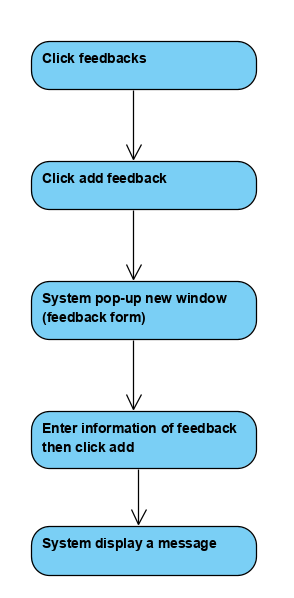 Click feedbacks
Click add feedback
System pop-up new window
(feedback form)
Enter information of feedback
then click add
System display a message